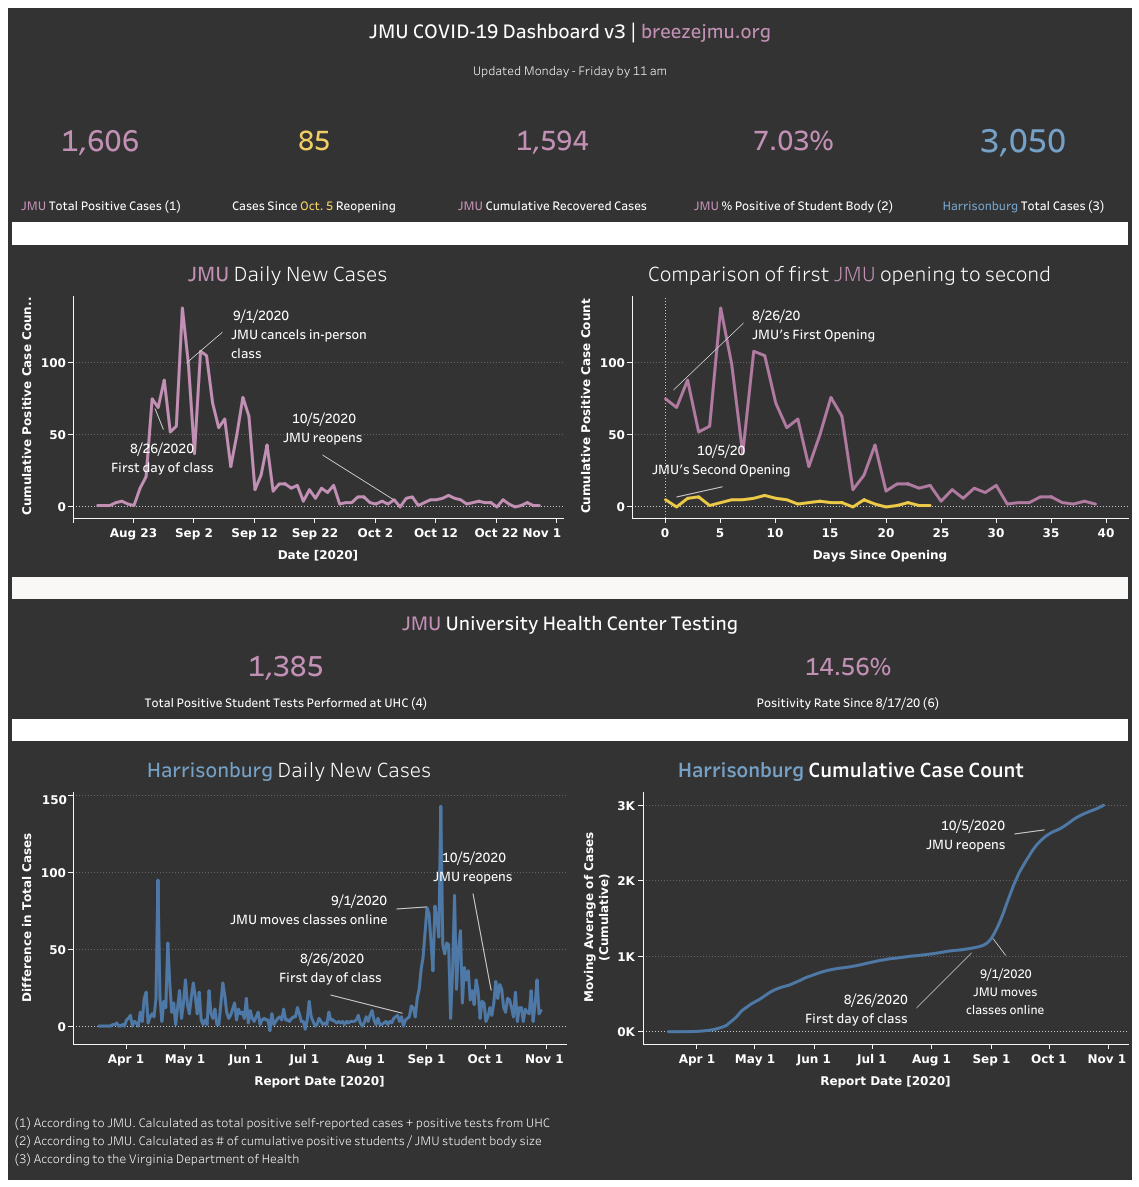 JMU COVID-19 Dashboard v3 | breezejmu.org
Updated Monday - Friday by 11 am
1,606
85
1,594
7.03%
3,050
JMU Total Positive Cases (1)
Cases Since Oct. 5 Reopening
JMU Cumulative Recovered Cases
JMU % Positive of Student Body (2)
Harrisonburg Total Cases (3)
JMU Daily New Cases
Cumulative Positive Case Coun..
100
50
0
9/1/2020
JMU cancels in-person
class
10/5/2020
JMU reopens
8/26/2020
First day of class
Aug 23
Sep 2
Sep 12
Sep 22
Oct 2
Oct 12
Oct 22
Nov 1
Date [2020]
Comparison of first JMU opening to second
Cumulative Positive Case Count
100
50
0
8/26/20
JMU's First Opening
10/5/20
JMU's Second Opening
0
5
10
15
20
25
30
35
40
Days Since Opening
JMU University Health Center Testing
1,385
14.56%
Total Positive Student Tests Performed at UHC (4)
Positivity Rate Since 8/17/20 (6)
Harrisonburg Daily New Cases
Difference in Total Cases
150
100
50
0
10/5/2020
JMU reopens
9/1/2020
JMU moves classes online
8/26/2020
First day of class
Apr 1
May 1
Jun 1
Jul 1
Aug 1
Sep 1
Oct 1
Nov 1
Report Date [2020]
Harrisonburg Cumulative Case Count
Moving Average of Cases
(Cumulative)
3K
2K
1K
0K
10/5/2020
JMU reopens
9/1/2020
JMU moves
classes online
8/26/2020
First day of class
Apr 1
May 1
Jun 1
Jul 1
Aug 1
Sep 1
Oct 1
Nov 1
Report Date [2020]
(1) According to JMU. Calculated as total positive self-reported cases + positive tests from UHC
(2) According to JMU. Calculated as # of cumulative positive students / JMU student body size
(3) According to the Virginia Department of Health